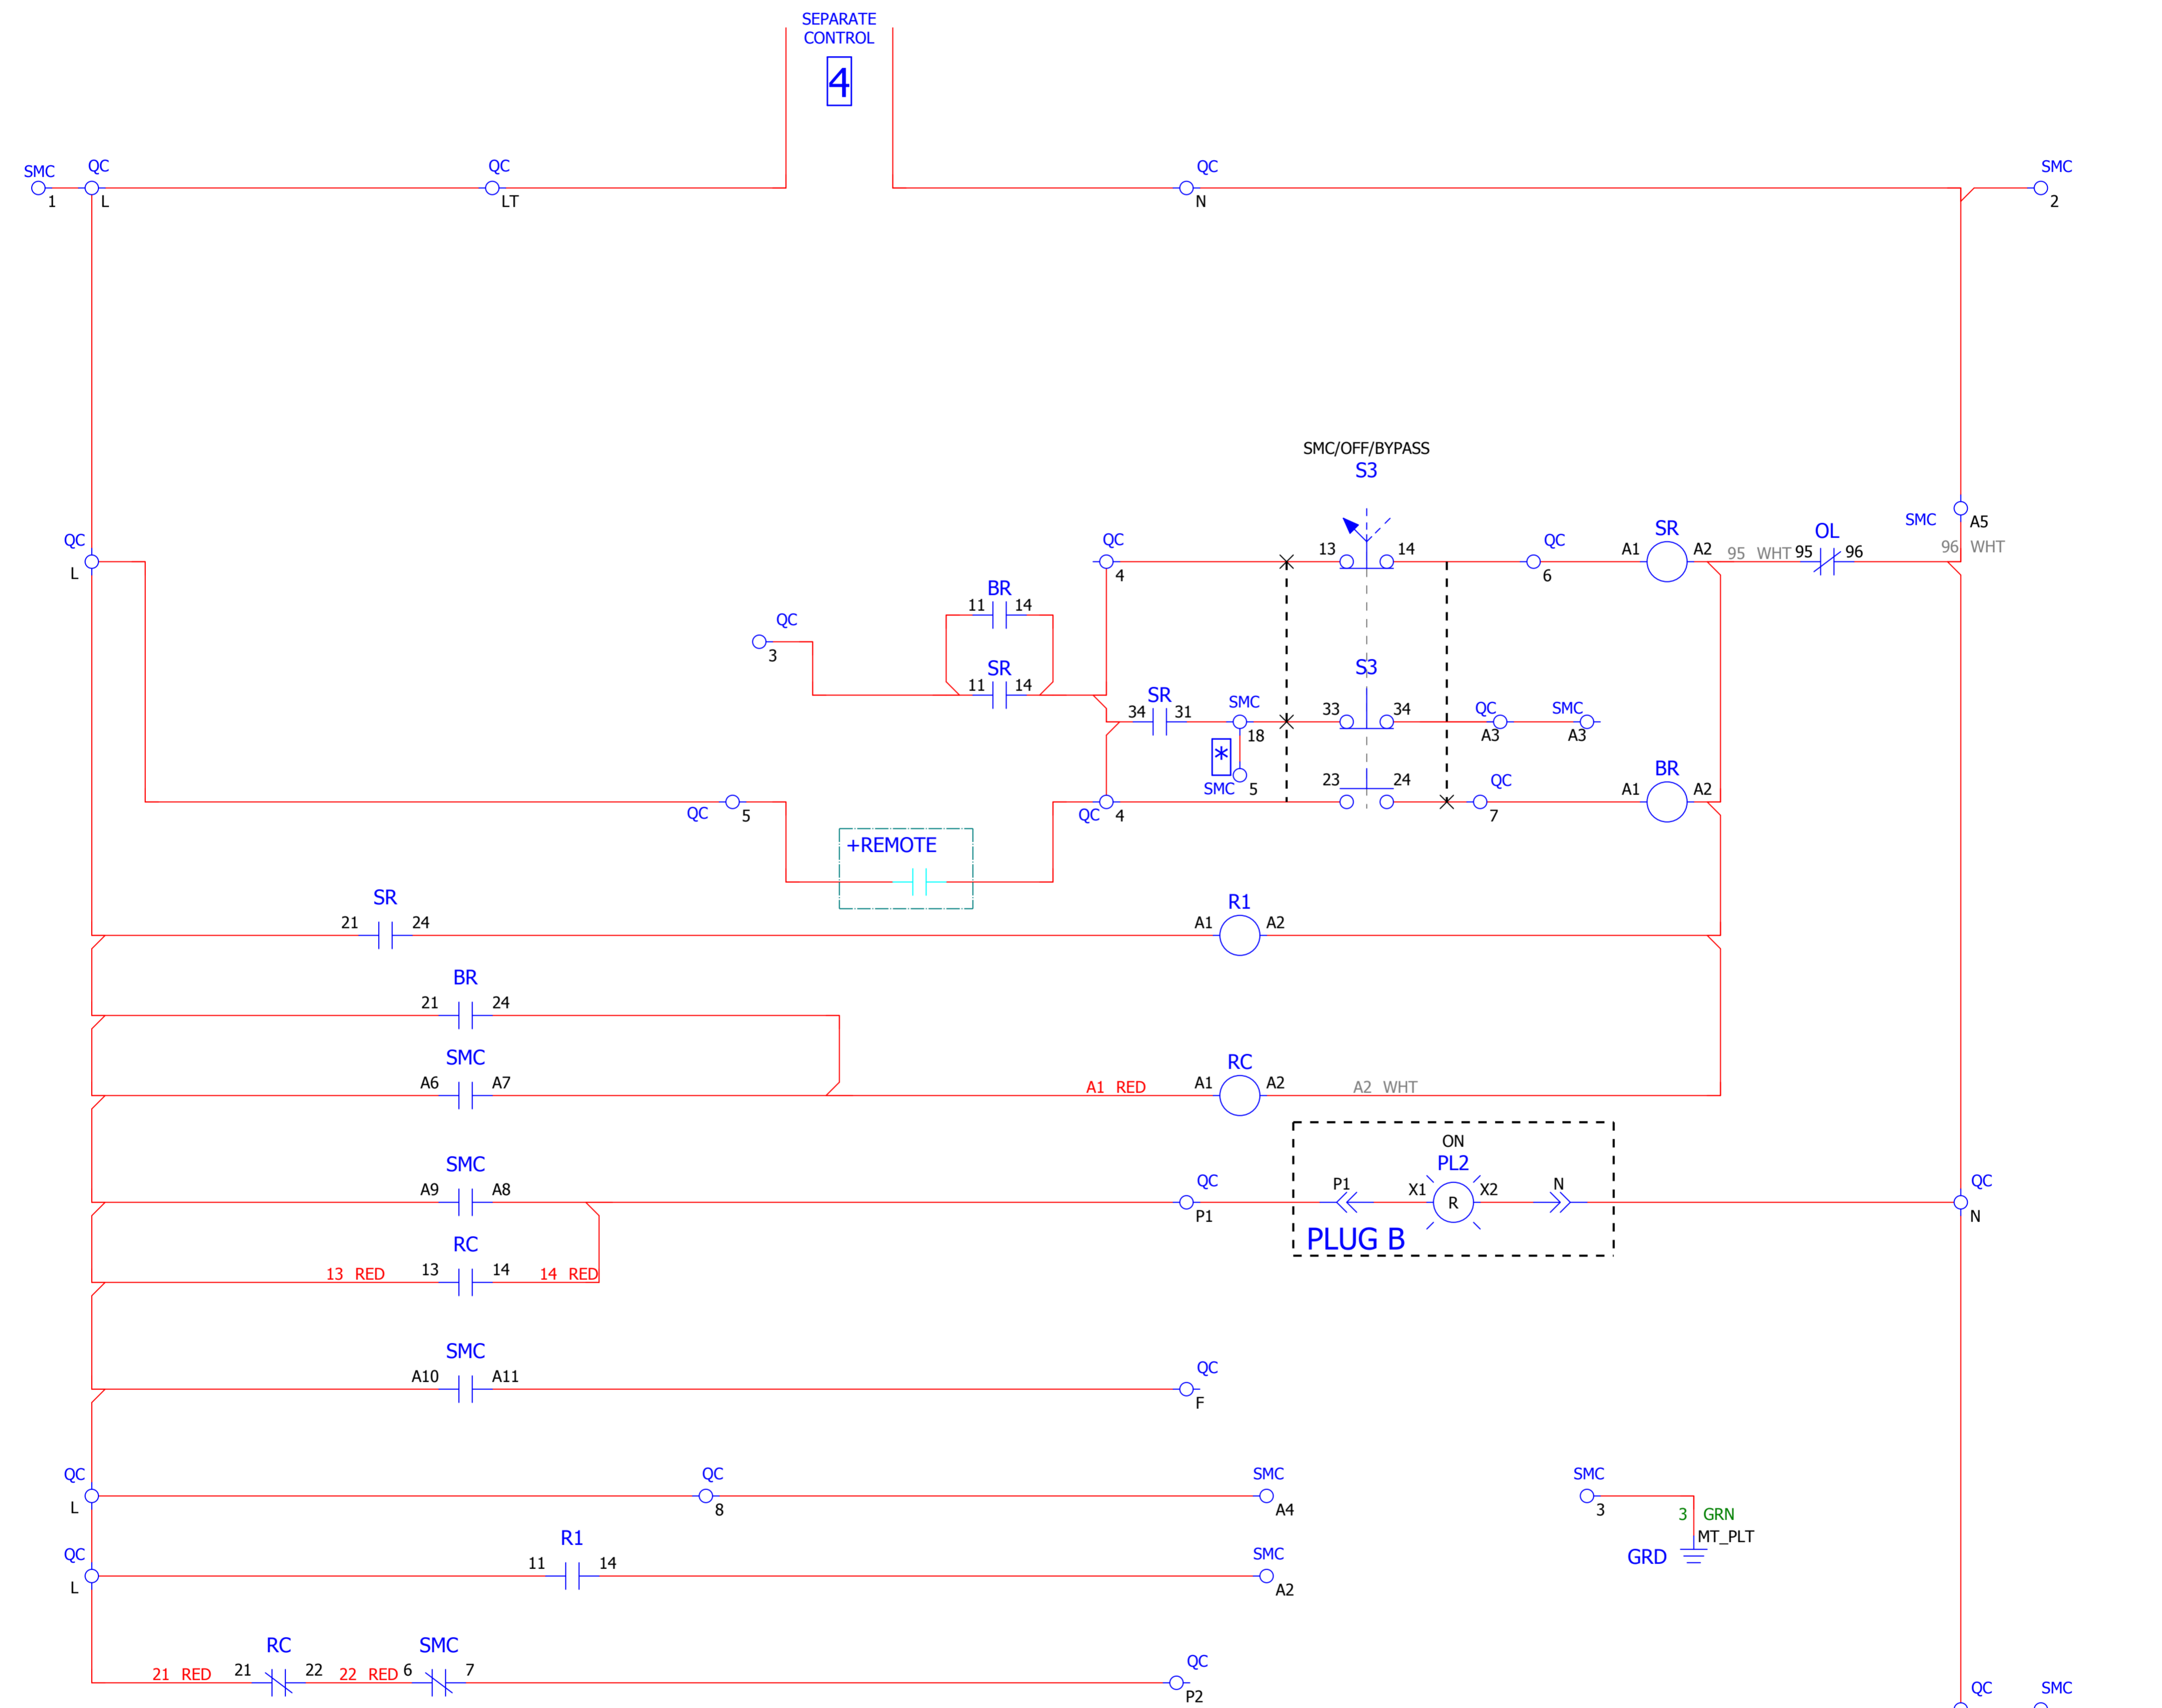 SEPARATE
CONTROL
4
SMC QC QC QC SMC
1 L LT N 2
SMC/OFF/BYPASS
S3
QC QC 13 14 QC SR OL SMC A5
L 4 6 A1 A2 95 WHT 95 96 96 WHT
BR
11 14
QC
3
SR S3
11 14
SR SMC QC SMC
34 31 18 33 34 A3 A3
*
SMC 5 23 24 QC BR
QC 5 QC 4 7 A1 A2
+REMOTE
SR R1
21 24 A1 A2
BR
21 24
SMC RC
A6 A7 A1 RED A1 A2 A2 WHT
ON
SMC PL2
A9 A8 QC P1 X1 R X2 N QC
P1 N
PLUG B
RC
13 RED 13 14 14 RED
SMC
A10 A11 QC
F
QC QC SMC SMC
L 8 A4 3
3 GRN
MT_PLT
GRD
QC R1 SMC
L 11 14 A2
RC SMC
21 RED 21 22 22 RED 6 7 QC
P2
QC SMC